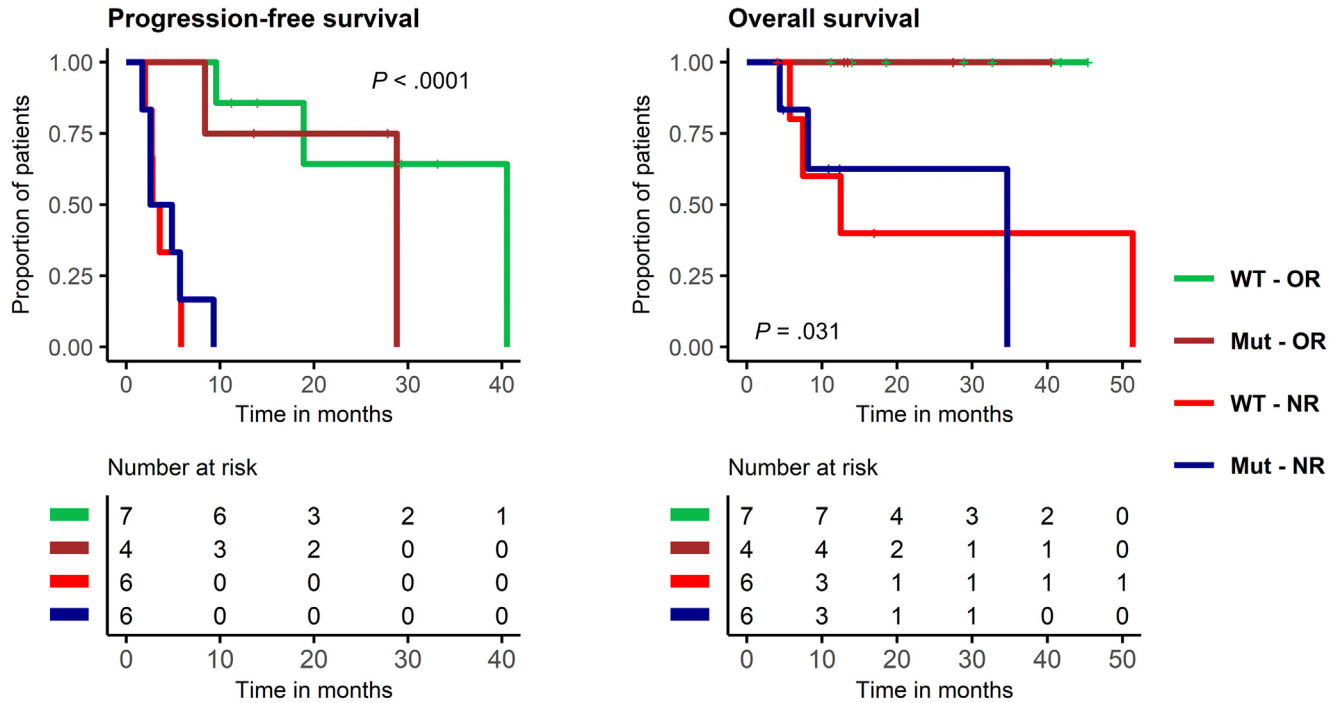 Progression-free survival
Overall survival
Proportion of patients
1.00
0.75
0.50
0.25
0.00
P < .0001
0 10 20 30 40
Time in months
Proportion of patients
1.00
0.75
0.50
0.25
0.00
P = .031
0 10 20 30 40 50
Time in months
WT - OR
Mut - OR
WT - NR
Mut - NR
Number at risk
7 6 3 2 1
4 3 2 0 0
6 0 0 0 0
6 0 0 0 0
0 10 20 30 40
Time in months
Number at risk
7 7 4 3 2 0
4 4 2 1 1 0
6 3 1 1 1 1
6 3 1 1 0 0
0 10 20 30 40 50
Time in months